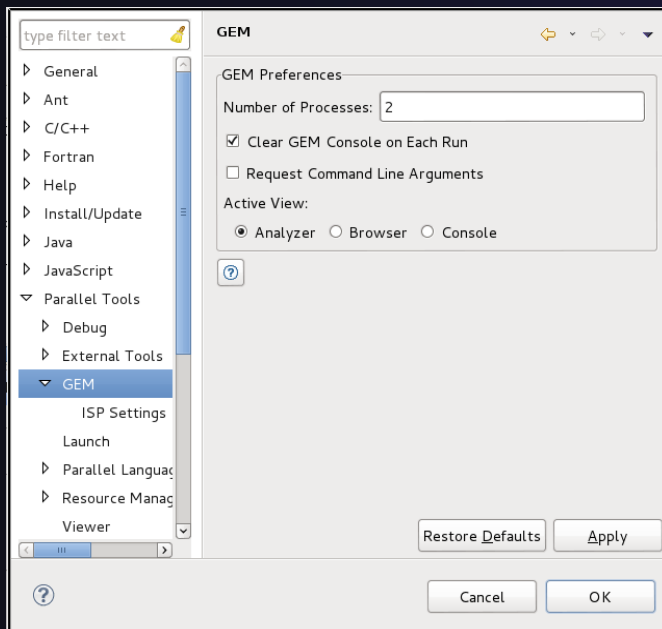 type filter text
General
Ant
C/C++
Fortran
Help
Install/Update
Java
JavaScript
Parallel Tools
Debug
External Tools
GEM
ISP Settings
Launch
Parallel Languag
Resource Manag
Viewer
GEM
GEM Preferences
Number of Processes: 2
Clear GEM Console on Each Run
Request Command Line Arguments
Active View:
Analyzer Browser Console
Restore Defaults Apply
Cancel OK